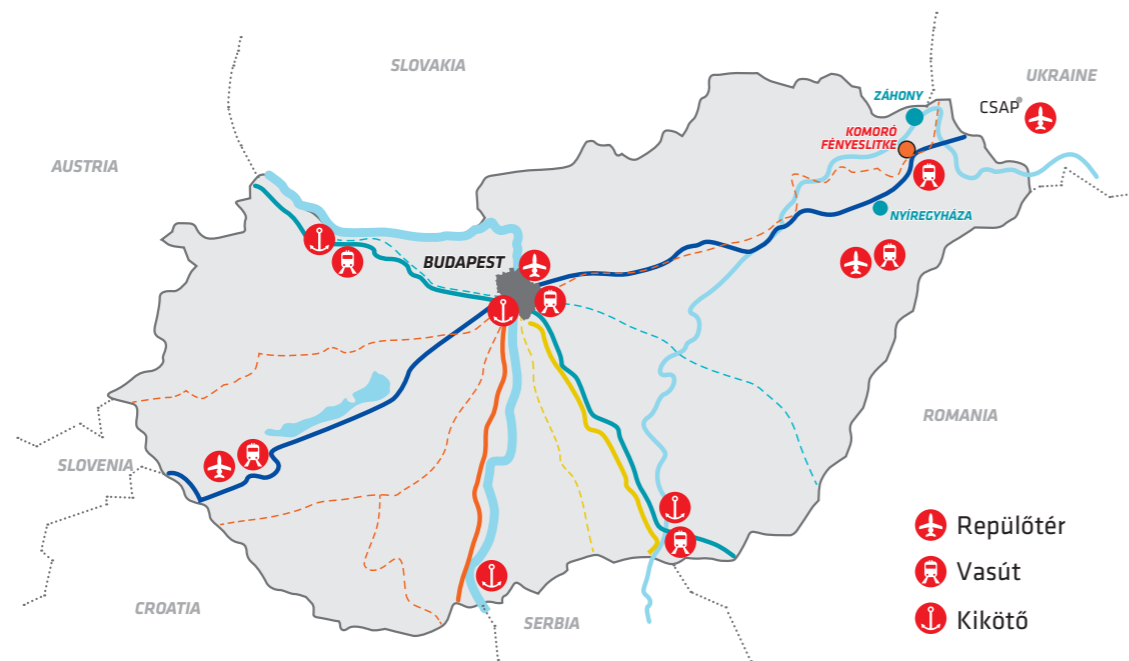 SLOVAKIA
UKRAINE
ZÁHONY
CSAP
KOMORÓ
FÉNYESLITKE
AUSTRIA
NYÍREGYHÁZA
BUDAPEST
ROMANIA
SLOVENIA
Repülőtér
Vasút
CROATIA
SERBIA
Kikötő